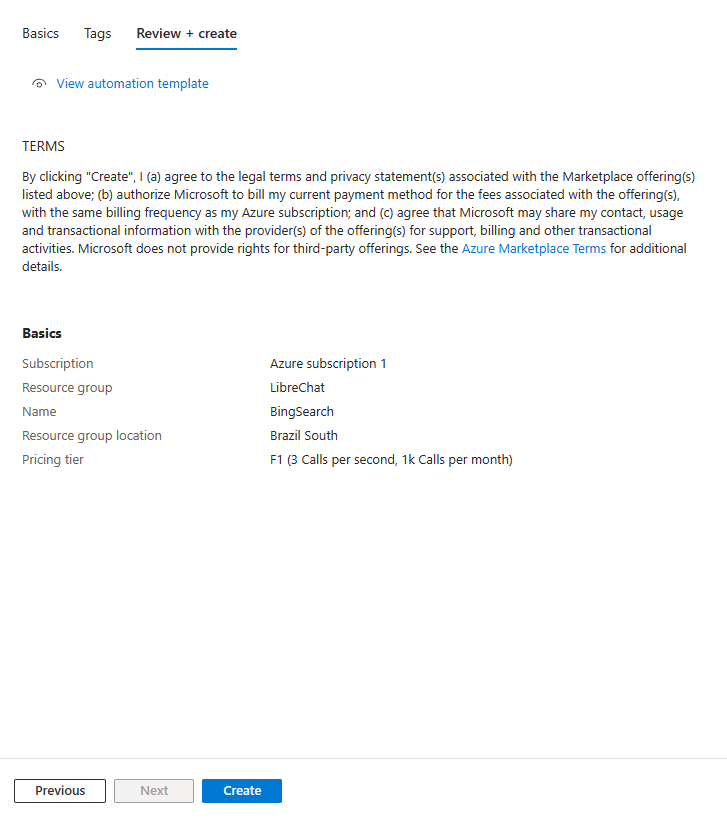 Basics Tags Review + create
View automation template
TERMS
By clicking "Create", I (a) agree to the legal terms and privacy statement(s) associated with the Marketplace offering(s)
listed above; (b) authorize Microsoft to bill my current payment method for the fees associated with the offering(s),
with the same billing frequency as my Azure subscription; and (c) agree that Microsoft may share my contact, usage
and transactional information with the provider(s) of the offering(s) for support, billing and other transactional
activities. Microsoft does not provide rights for third-party offerings. See the Azure Marketplace Terms for additional
details.
Basics
Subscription Azure subscription 1
Resource group LibreChat
Name BingSearch
Resource group location Brazil South
Pricing tier F1 (3 Calls per second, 1k Calls per month)
Previous Next Create